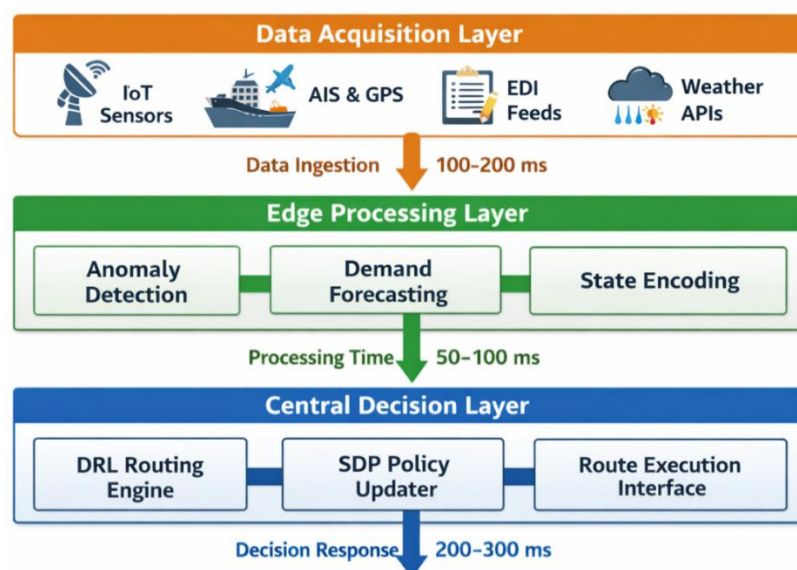 Data Acquisition Layer
IoT
Sensors
AIS & GPS
EDI
Feeds
Weather
APIs
Data Ingestion 100–200 ms
Edge Processing Layer
Anomaly
Detection
Demand
Forecasting
State Encoding
Processing Time 50–100 ms
Central Decision Layer
DRL Routing
Engine
SDP Policy
Updater
Route Execution
Interface
Decision Response 200–300 ms